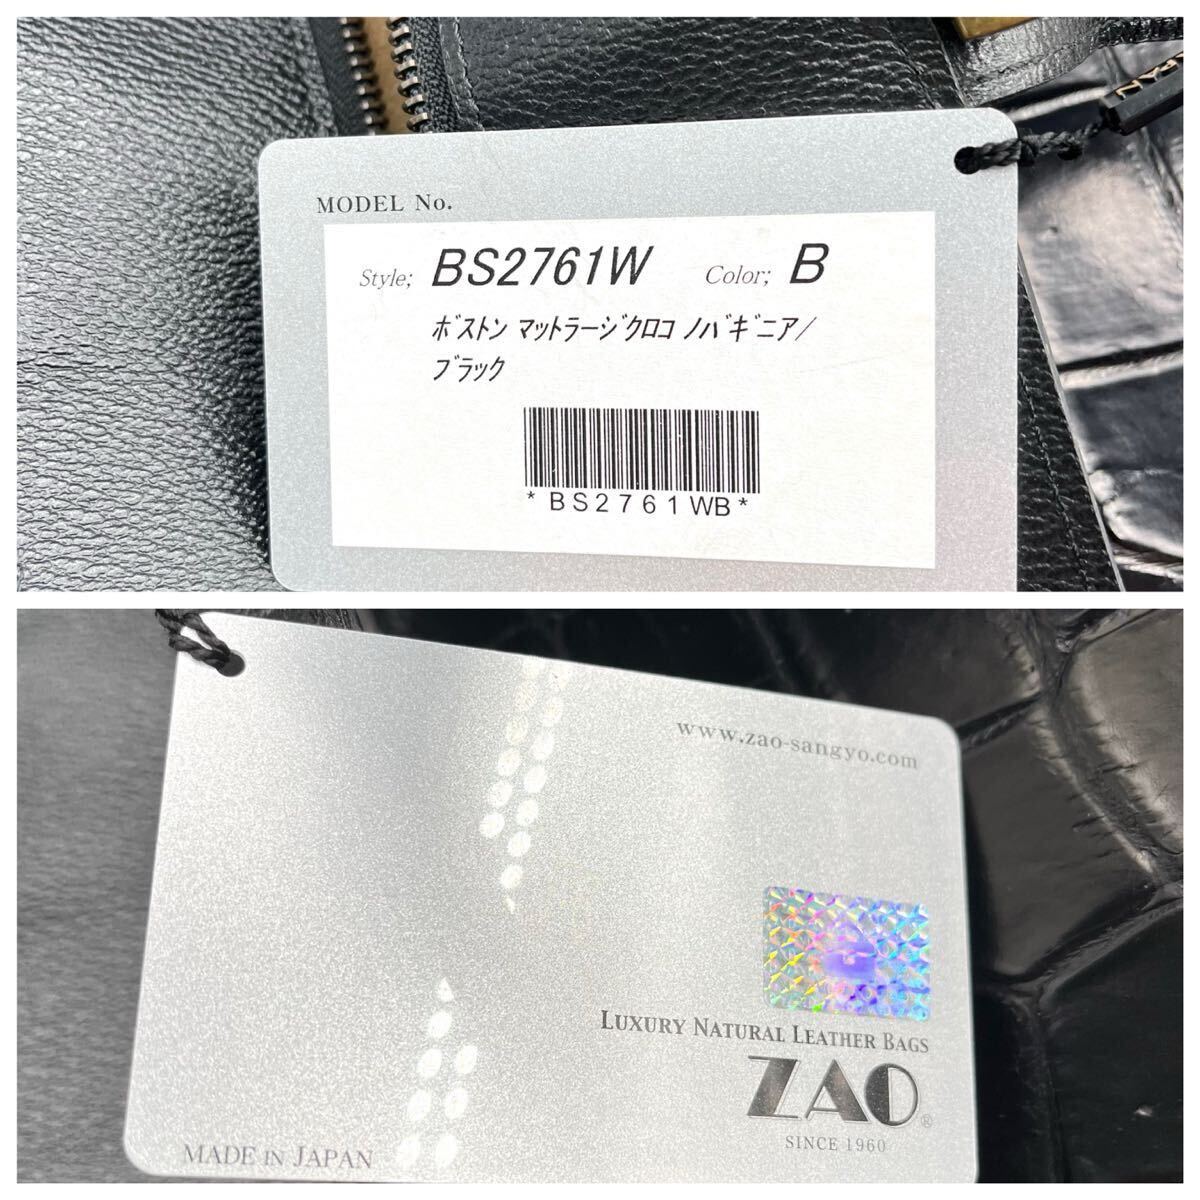 MODEL No.
Style; BS2761W Color; B
ﾎﾞｽﾄﾝ ﾏｯﾄﾗｰｼﾞｸﾛｺ ﾉﾊﾞｷﾞﾆｱ/
ﾌﾞﾗｯｸ
*BS2761WB*
www.zao-sangyo.com
LUXURY NATURAL LEATHER BAGS
ZAO®
SINCE 1960
MADE IN JAPAN